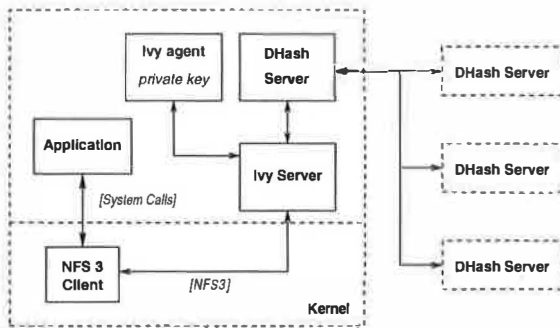 Ivy agent
private key
DHash
Server
DHash Server
Application
Ivy Server
DHash Server
[System Calls]
NFS 3
Client
[NFS3]
DHash Server
Kernel